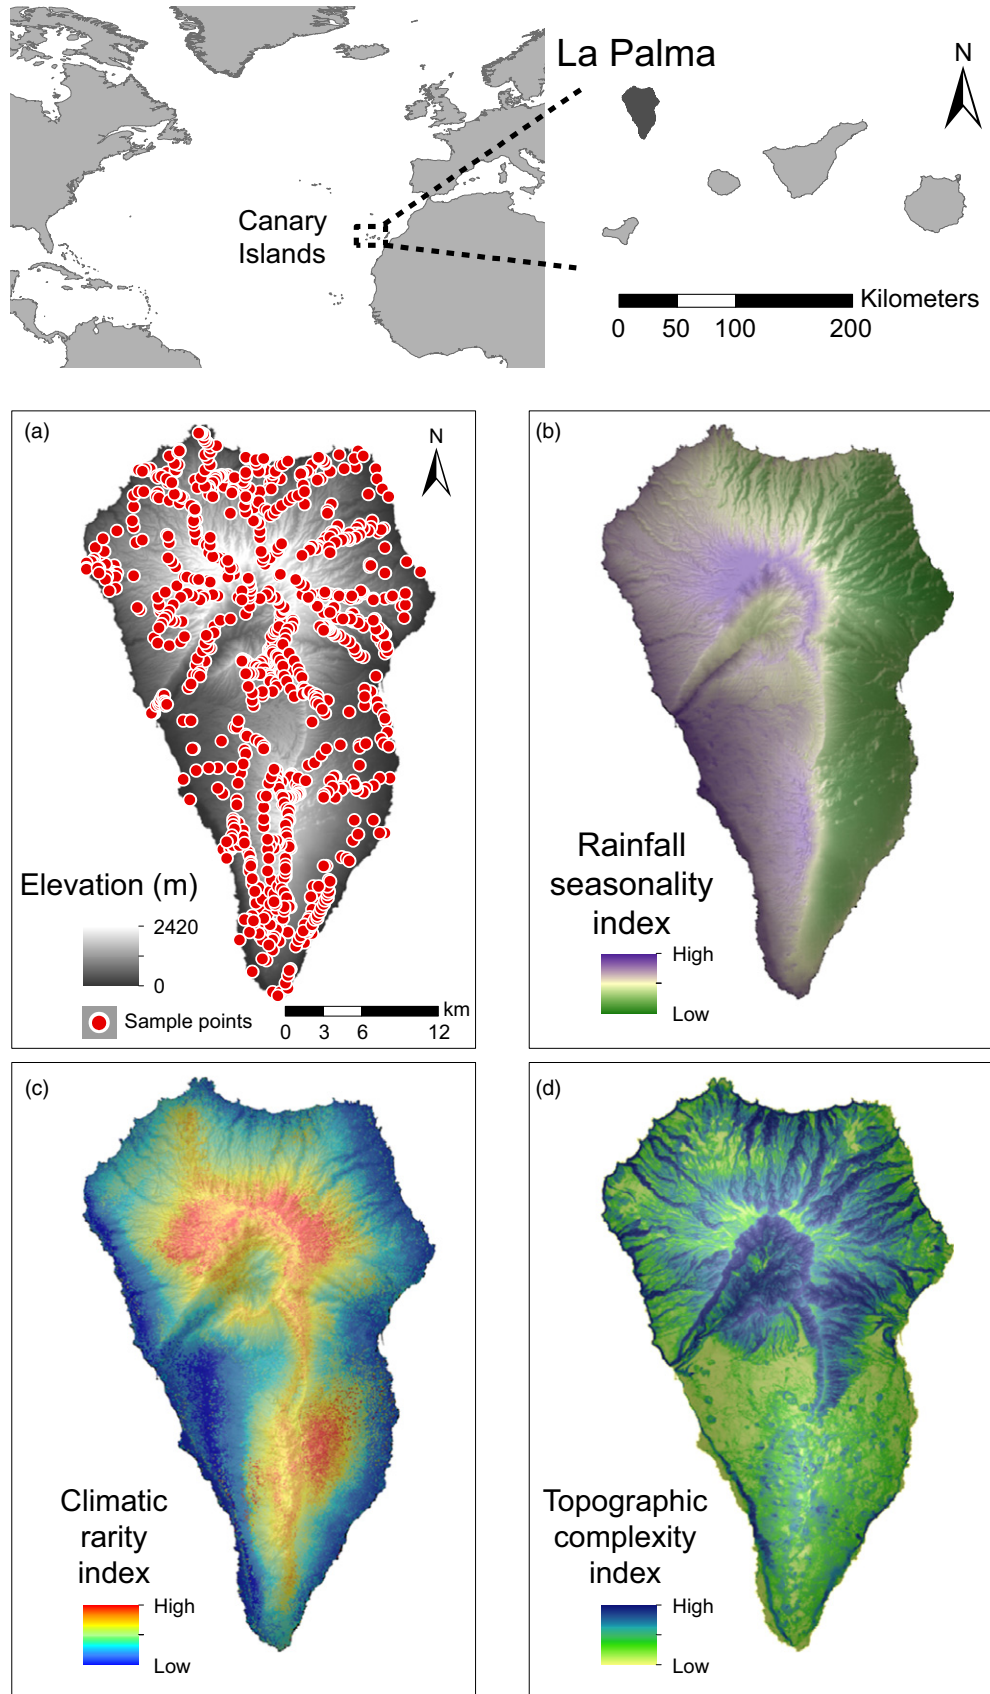 La Palma
N
Canary
Islands
Kilometers
0 50 100 200
(a)
N
Elevation (m)
2420
0
Sample points
km
0 3 6 12
(b)
Rainfall
seasonality
index
High
Low
(c)
Climatic
rarity
index
High
Low
(d)
Topographic
complexity
index
High
Low